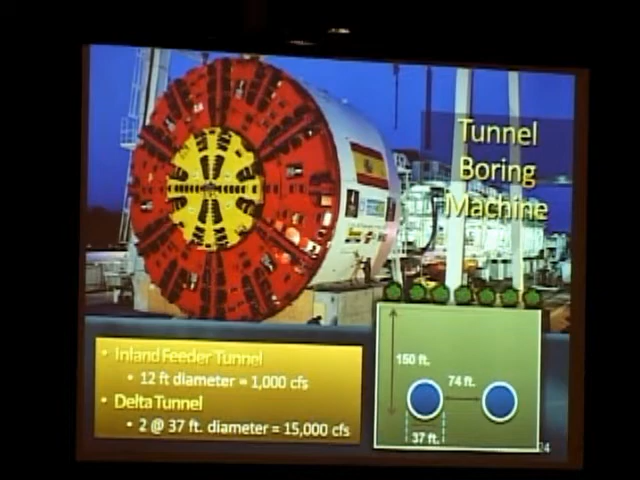 Tunnel
Boring
Machine
• Inland Feeder Tunnel
• 12 ft diameter = 1,000 cfs
• Delta Tunnel
• 2 @ 37 ft. diameter = 15,000 cfs
150 ft.
74 ft.
37 ft.
24